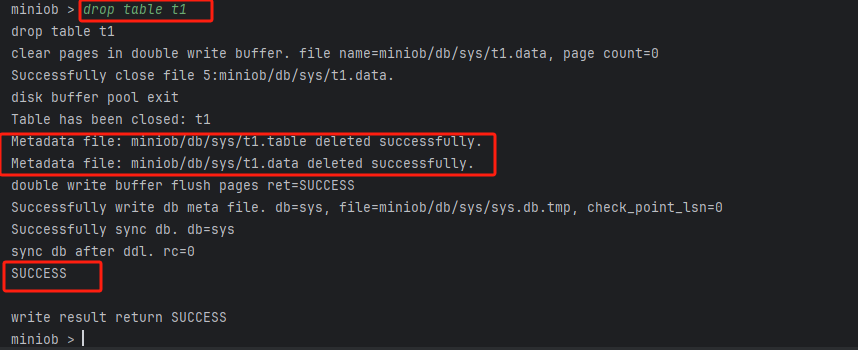 miniob > drop table t1
drop table t1
clear pages in double write buffer. file name=miniob/db/sys/t1.data, page count=0
Successfully close file 5:miniob/db/sys/t1.data.
disk buffer pool exit
Table has been closed: t1
Metadata file: miniob/db/sys/t1.table deleted successfully.
Metadata file: miniob/db/sys/t1.data deleted successfully.
double write buffer flush pages ret=SUCCESS
Successfully write db meta file. db=sys, file=miniob/db/sys/sys.db.tmp, check_point_lsn=0
Successfully sync db. db=sys
sync db after ddl. rc=0
SUCCESS
write result return SUCCESS
miniob >